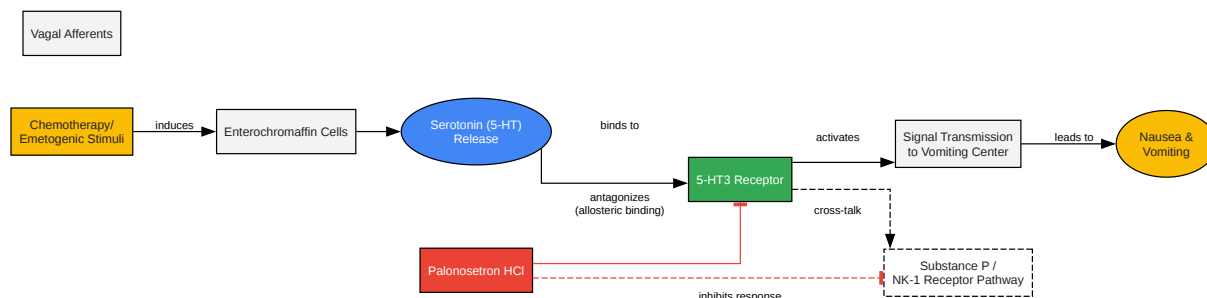 Vagal Afferents
Chemotherapy/
Emetogenic Stimuli
induces
Enterochromaffin Cells
Serotonin (5-HT)
Release
binds to
antagonizes
(allosteric binding)
5-HT3 Receptor
activates
Signal Transmission
to Vomiting Center
leads to
Nausea &
Vomiting
cross-talk
Palonosetron HCl
Substance P /
NK-1 Receptor Pathway
inhibits response